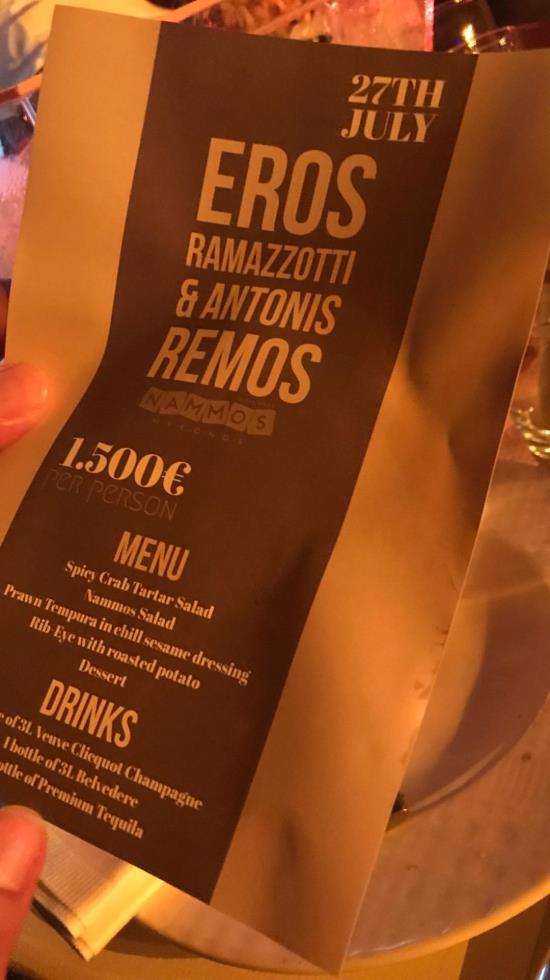 27TH
JULY
EROS
RAMAZZOTTI
& ANTONIS
REMOS
NAMMOS
MYKONOS
1.500€
PER PERSON
MENU
Spicy Crab Tartar Salad
Nammos Salad
Prawn Tempura in chill sesame dressing
Rib-Eye with roasted potato
Dessert
DRINKS
of 3L Veuve Clicquot Champagne
1 bottle of 3L Belvedere
of Premium Tequila